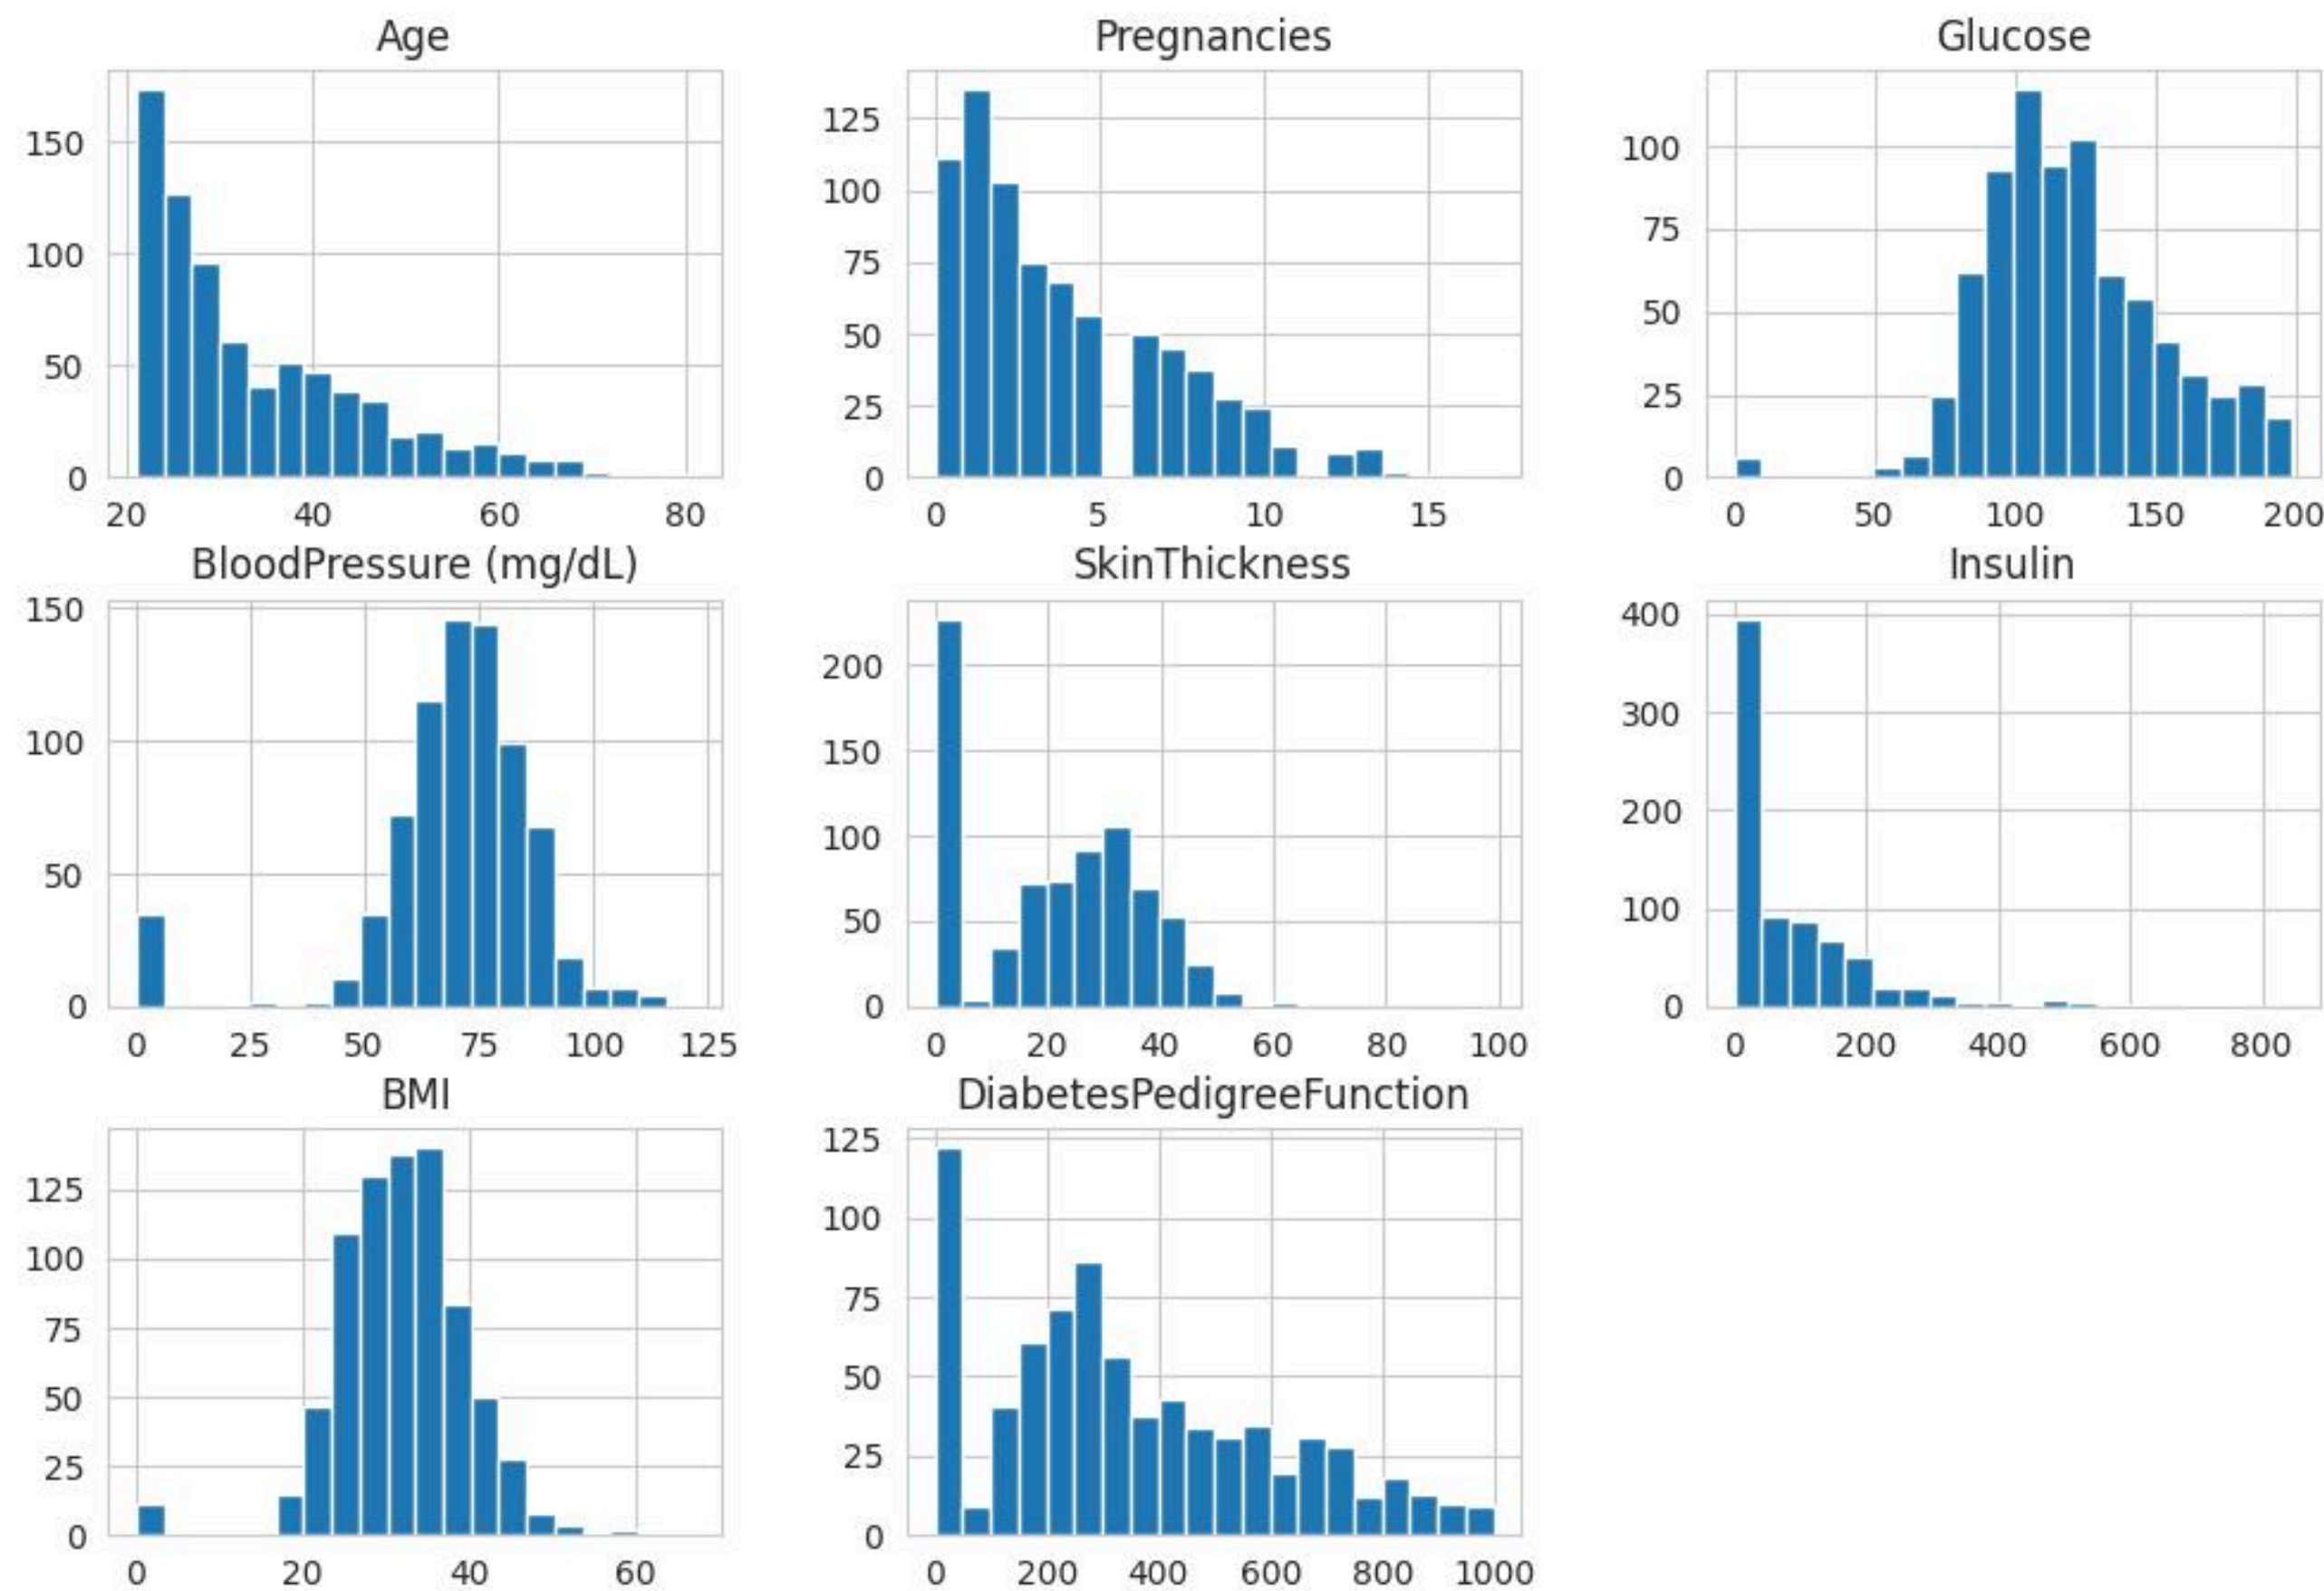 Age
Pregnancies
Glucose
150
100
50
0
20 40 60 80
125
100
75
50
25
0
0 5 10 15
100
75
50
25
0
0 50 100 150 200
BloodPressure (mg/dL)
SkinThickness
Insulin
150
100
50
0
0 25 50 75 100 125
200
150
100
50
0
0 20 40 60 80 100
400
300
200
100
0
0 200 400 600 800
BMI
DiabetesPedigreeFunction
125
100
75
50
25
0
0 20 40 60
125
100
75
50
25
0
0 200 400 600 800 1000